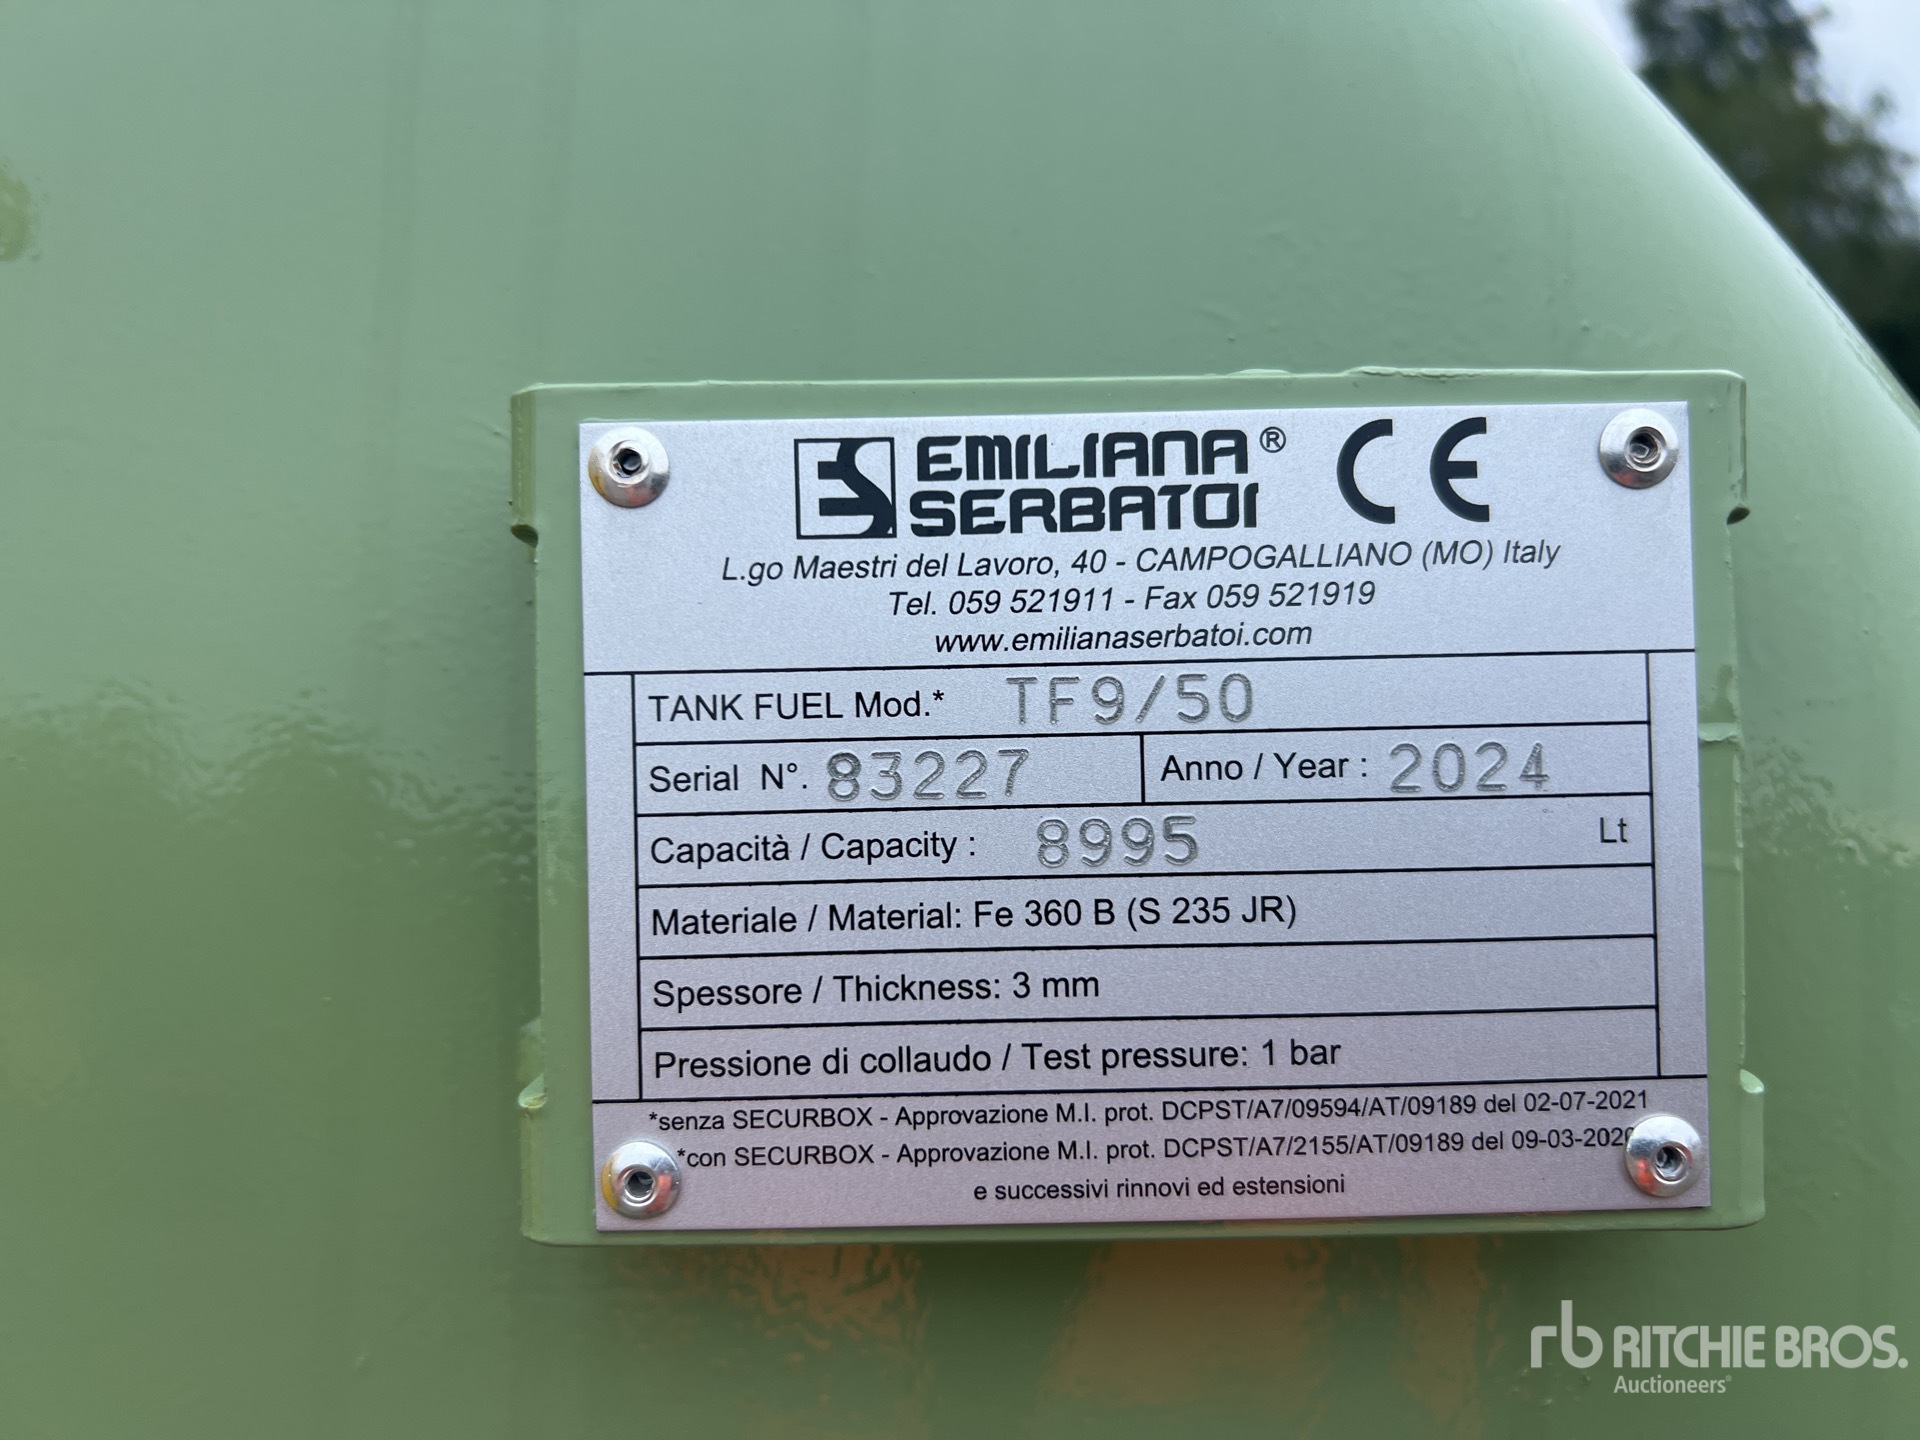 ES EMILIANA® CE
SERBATOI
L.go Maestri del Lavoro, 40 - CAMPOGALLIANO (MO) Italy
Tel. 059 521911 - Fax 059 521919
www.emilianaserbatoi.com
TANK FUEL Mod.* TF9/50
Serial N°. 83227 Anno / Year : 2024
Capacità / Capacity : 8995 Lt
Materiale / Material: Fe 360 B (S 235 JR)
Spessore / Thickness: 3 mm
Pressione di collaudo / Test pressure: 1 bar
*senza SECURBOX - Approvazione M.I. prot. DCPST/A7/09594/AT/09189 del 02-07-2021
*con SECURBOX - Approvazione M.I. prot. DCPST/A7/2155/AT/09189 del
e successivi rinnovi ed estensioni
rb RITCHIE BROS.
Auctioneers